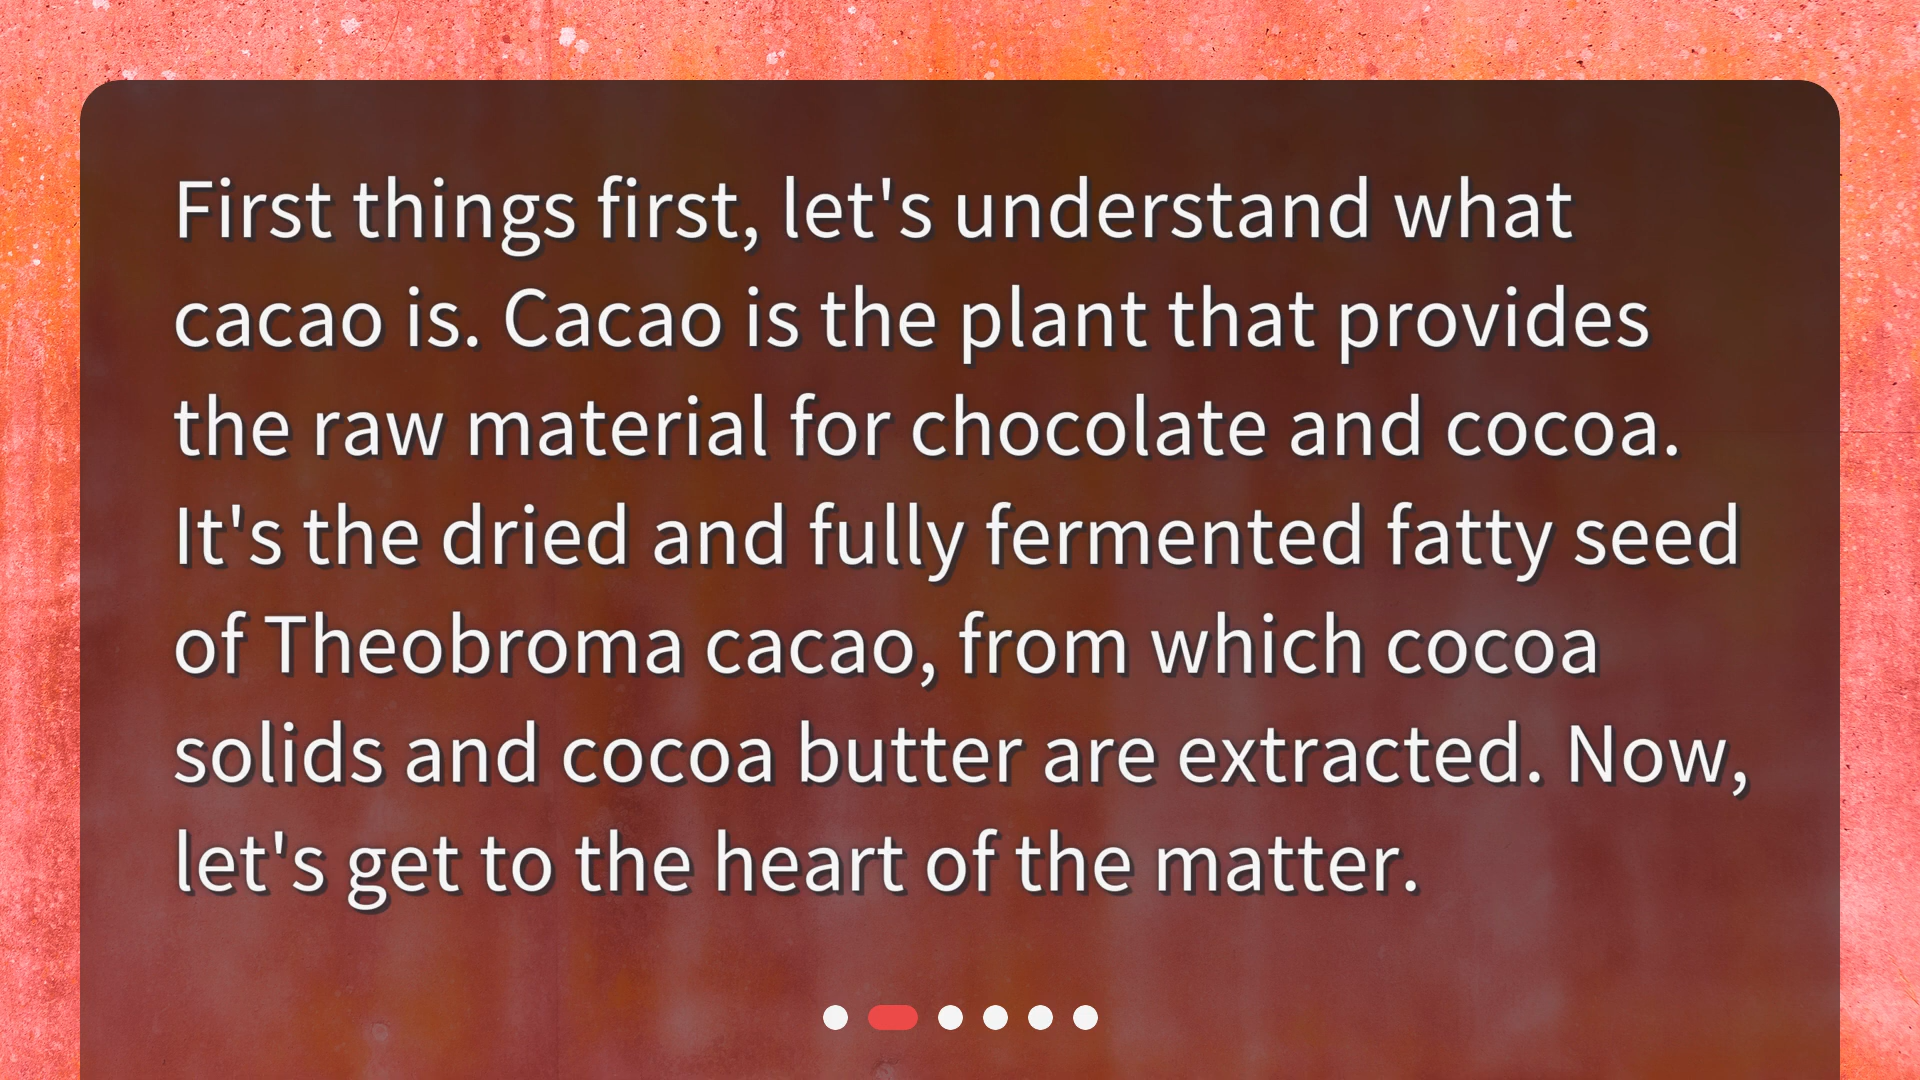 First things first, let's understand what
cacao is. Cacao is the plant that provides
the raw material for chocolate and cocoa.
It's the dried and fully fermented fatty seed
of Theobroma cacao, from which cocoa
solids and cocoa butter are extracted. Now,
let's get to the heart of the matter.